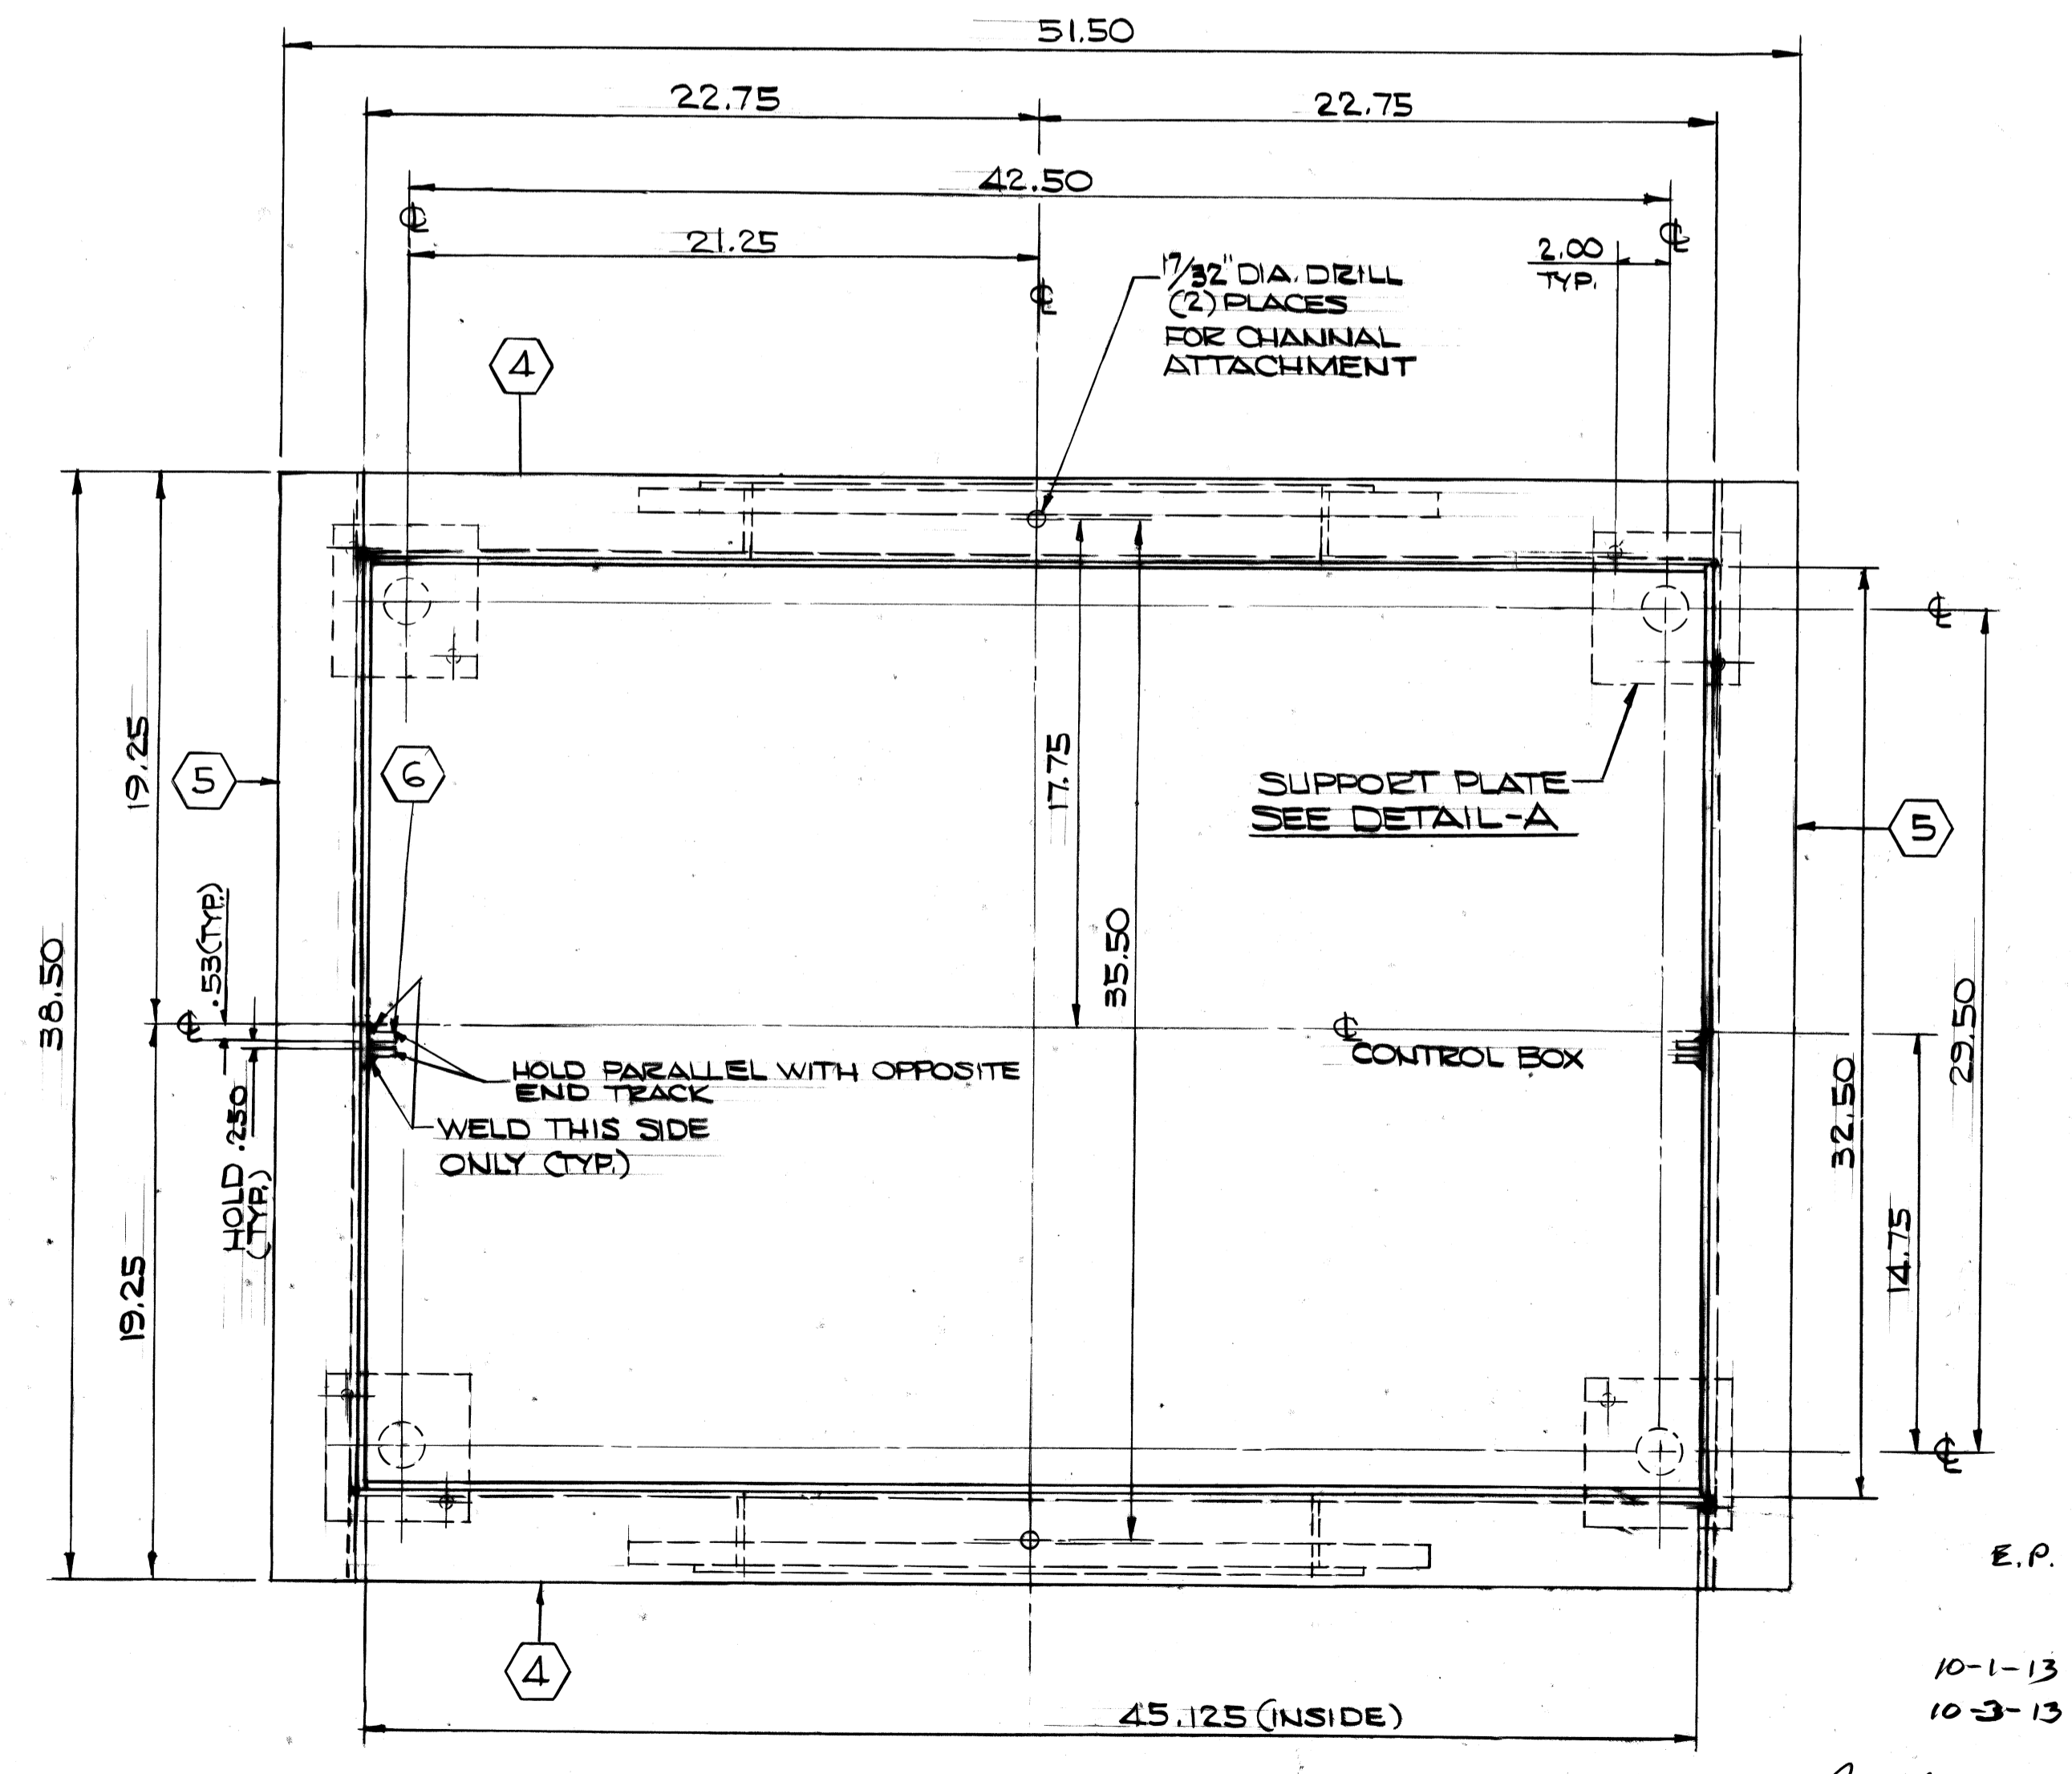 51.50
22.75
22.75
42.50
21.25
2.00
TYP.
17/32" DIA. DRILL
(2) PLACES
FOR CHANNAL
ATTACHMENT
4
19.25
5
6
17.75
SUPPORT PLATE
SEE DETAIL-A
5
38.50
.53 (TYP.)
35.50
29.50
CONTROL BOX
HOLD PARALLEL WITH OPPOSITE
END TRACK
WELD THIS SIDE
ONLY (TYP.)
HOLD .250
(TYP.)
32.50
14.75
19.25
E.P.
4
10-1-13
10-3-13
45.125 (INSIDE)